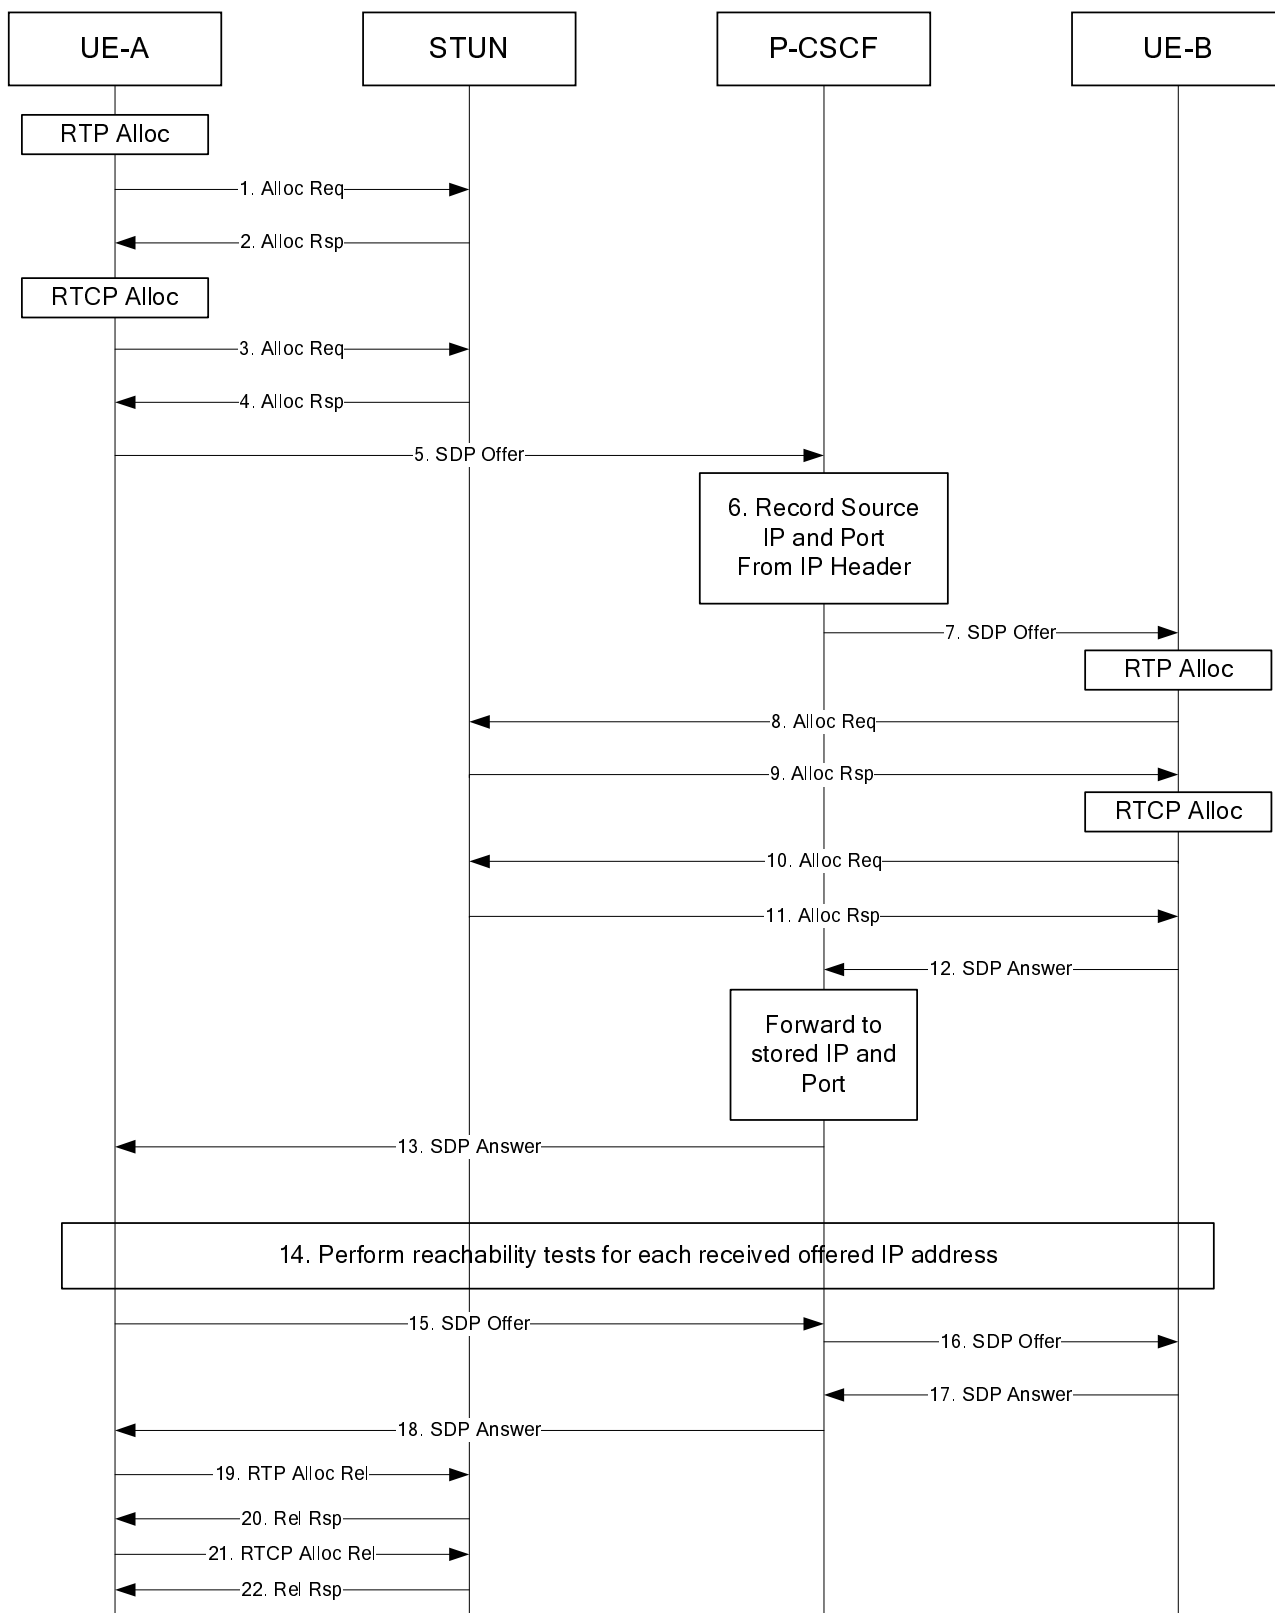 UE-A
STUN
P-CSCF
UE-B
RTP Alloc
1. Alloc Req
2. Alloc Rsp
RTCP Alloc
3. Alloc Req
4. Alloc Rsp
5. SDP Offer
6. Record Source
IP and Port
From IP Header
7. SDP Offer
RTP Alloc
8. Alloc Req
9. Alloc Rsp
RTCP Alloc
10. Alloc Req
11. Alloc Rsp
12. SDP Answer
Forward to
stored IP and
Port
13. SDP Answer
14. Perform reachability tests for each received offered IP address
15. SDP Offer
16. SDP Offer
17. SDP Answer
18. SDP Answer
19. RTP Alloc Rel
20. Rel Rsp
21. RTCP Alloc Rel
22. Rel Rsp